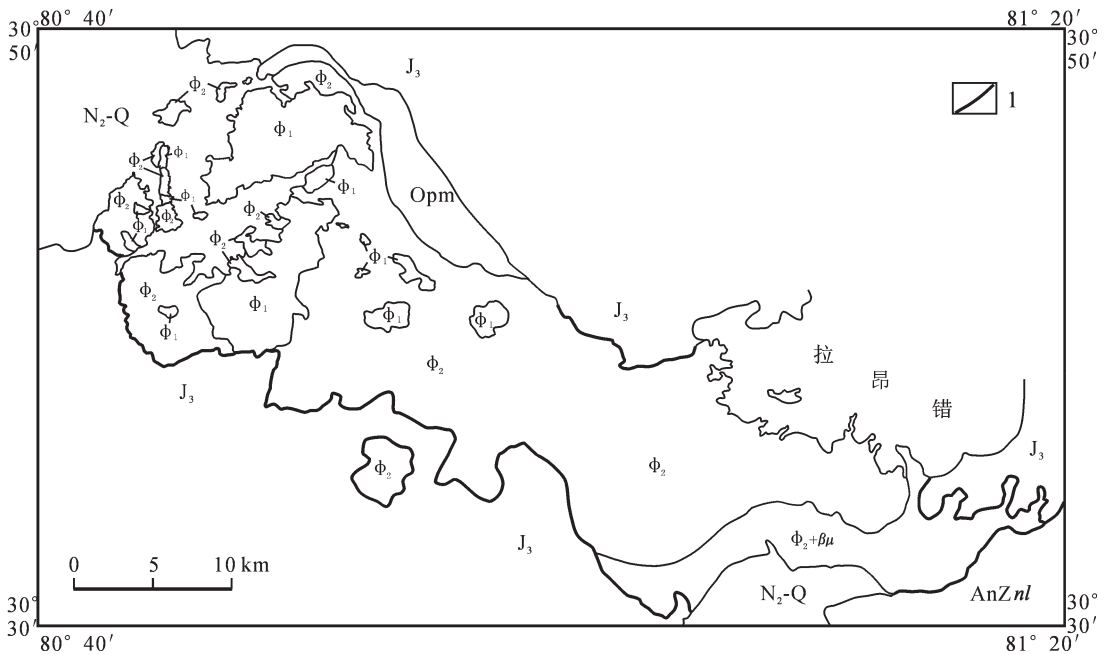 80° 40′
81° 20′
30°
50′
30°
50′
J₃
1
ϕ₂
ϕ₂
N₂-Q
ϕ₁
ϕ₂
ϕ₁
ϕ₁
ϕ₂
ϕ₁
Opm
ϕ₂
ϕ₂
ϕ₁
ϕ₂
ϕ₁
ϕ₂
ϕ₁
ϕ₁
ϕ₁
ϕ₁
ϕ₁
J₃
拉
昂
错
ϕ₂
J₃
J₃
ϕ₂
ϕ₂
J₃
ϕ₂+βμ
0 5 10 km
N₂-Q
AnZnl
30°
30′
30°
30′
80° 40′
81° 20′